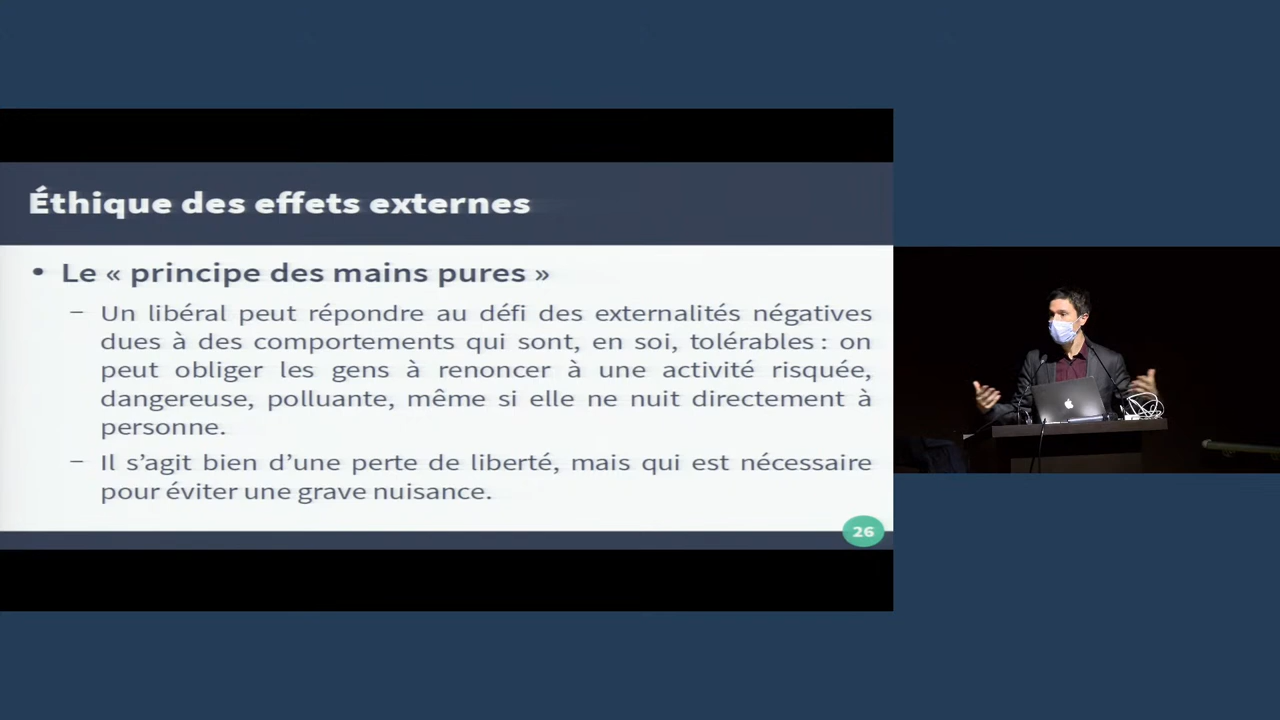 Éthique des effets externes
• Le « principe des mains pures »
– Un libéral peut répondre au défi des externalités négatives
dues à des comportements qui sont, en soi, tolérables : on
peut obliger les gens à renoncer à une activité risquée,
dangereuse, polluante, même si elle ne nuit directement à
personne.
– Il s’agit bien d’une perte de liberté, mais qui est nécessaire
pour éviter une grave nuisance.
26